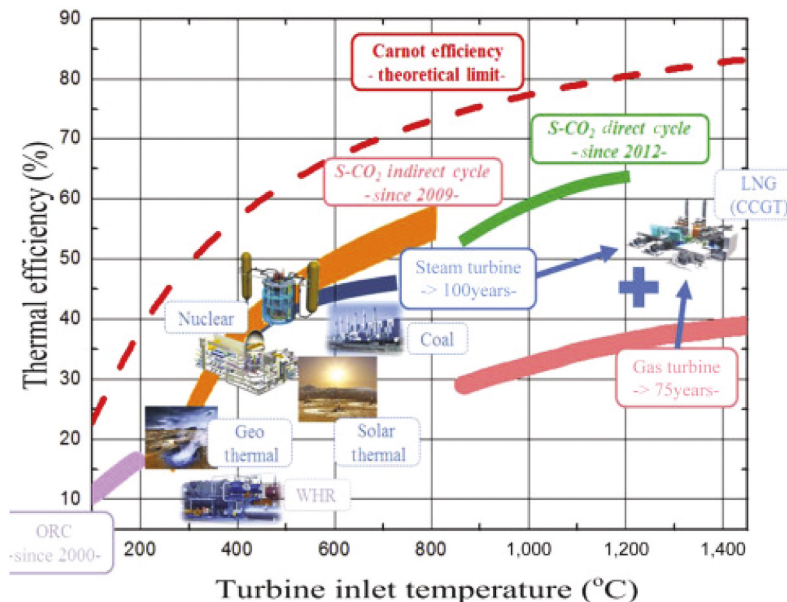 90
80
70
60
50
40
30
20
10
Thermal efficiency (%)
Carnot efficiency
- theoretical limit-
S-CO₂ direct cycle
-since 2012-
S-CO₂ indirect cycle
-since 2009-
LNG
(CCGT)
Steam turbine
-> 100years-
Nuclear
Coal
Gas turbine
-> 75years-
Geo
thermal
Solar
thermal
WHR
ORC
-since 2000-
200 400 600 800 1,000 1,200 1,400
Turbine inlet temperature (°C)